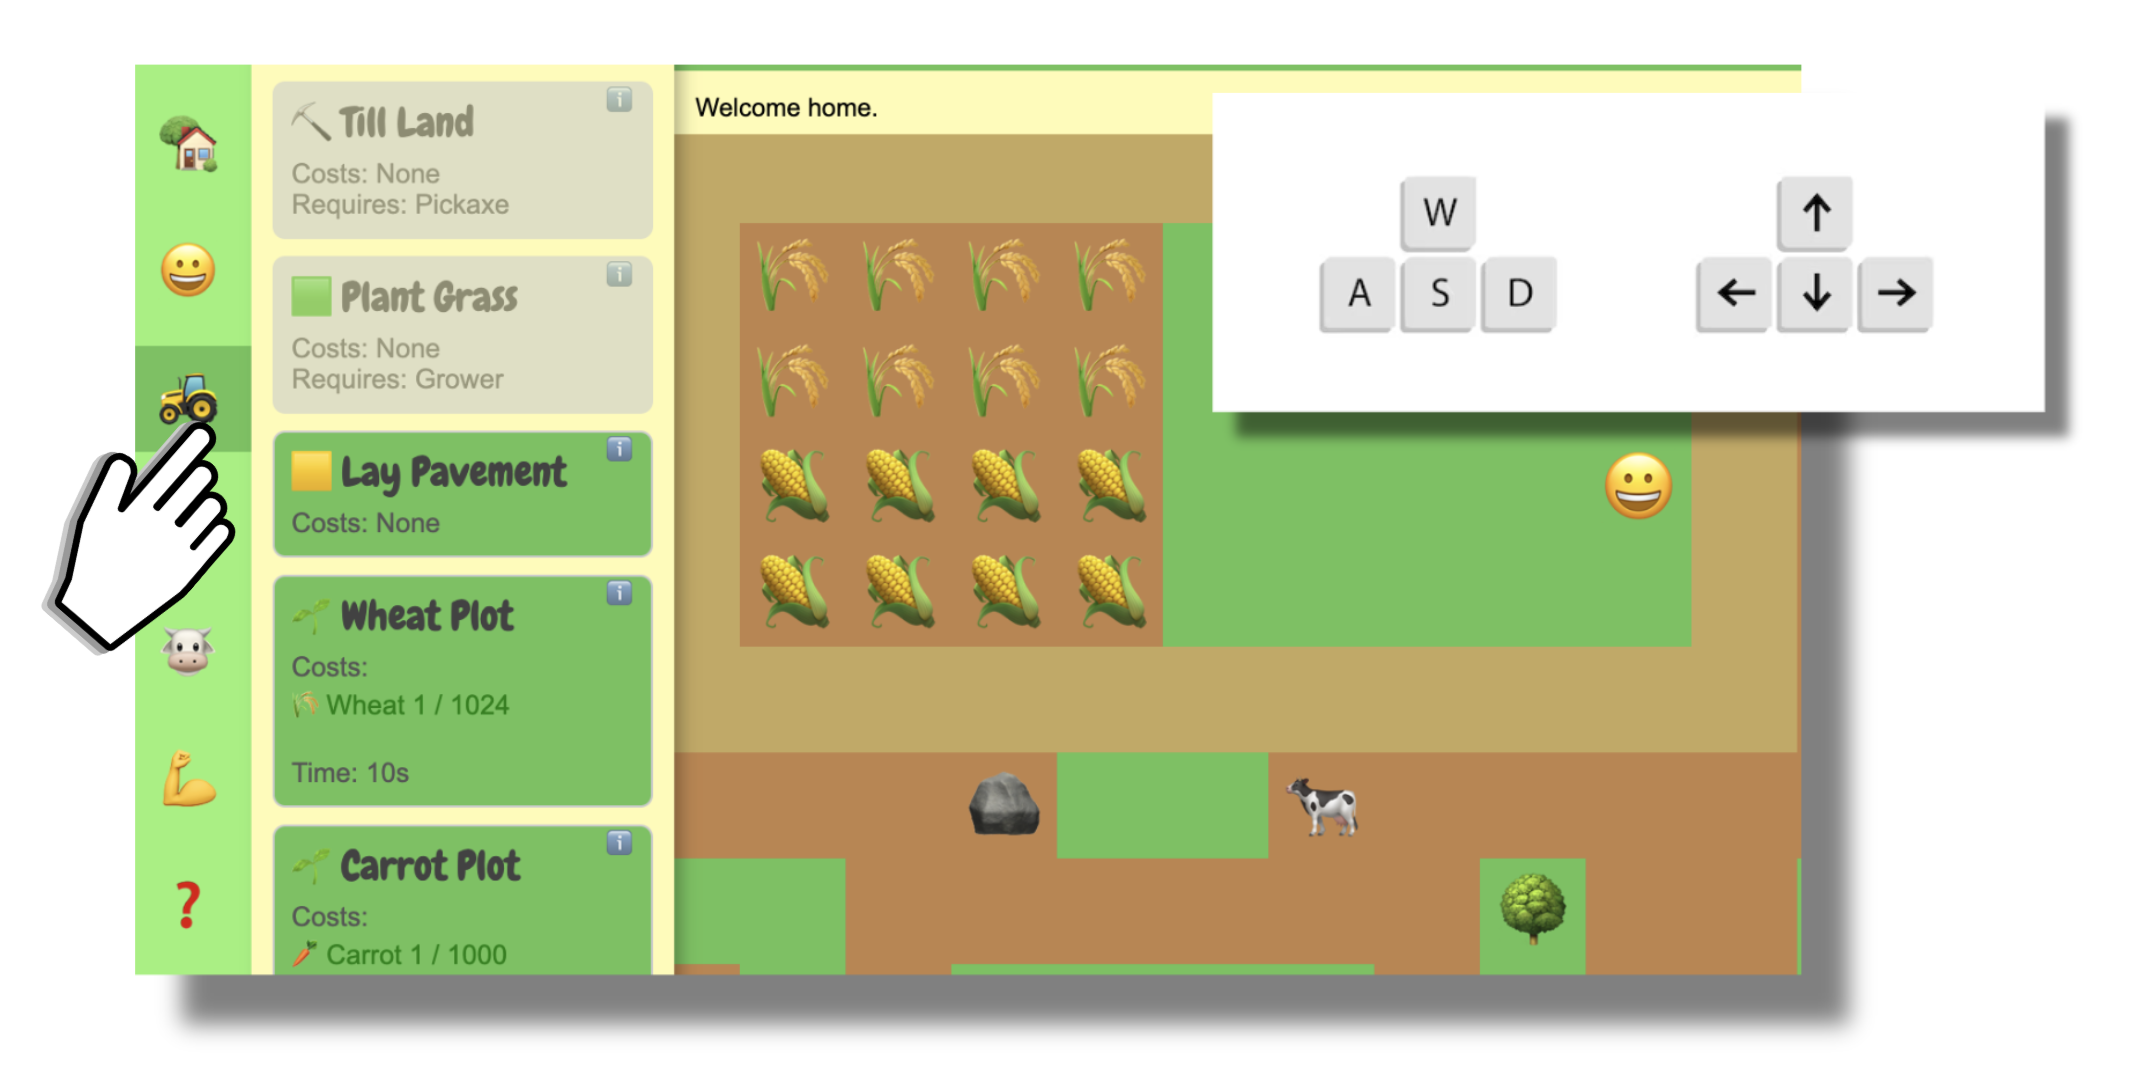 Till Land
Costs: None
Requires: Pickaxe
Plant Grass
Costs: None
Requires: Grower
Lay Pavement
Costs: None
Wheat Plot
Costs:
Wheat 1 / 1024
Time: 10s
Carrot Plot
Costs:
Carrot 1 / 1000
Welcome home.
W
A S D
↑
← ↓ →